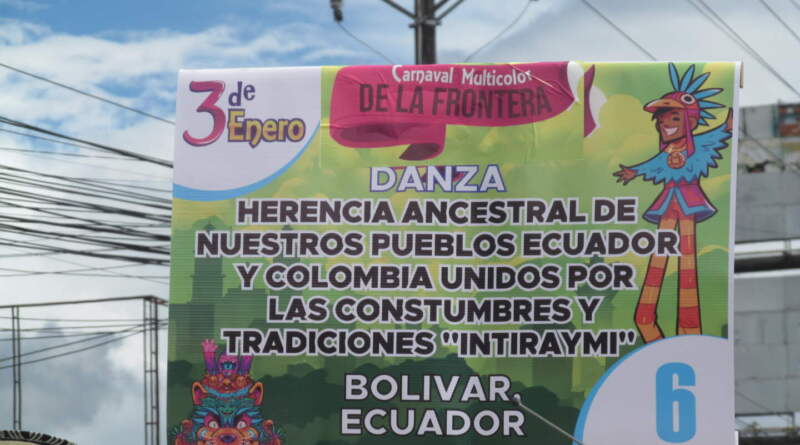 3 de
Enero
Carnaval Multicolor
DE LA FRONTERA
DANZA
HERENCIA ANCESTRAL DE
NUESTROS PUEBLOS ECUADOR
Y COLOMBIA UNIDOS POR
LAS CONSTUMBRES Y
TRADICIONES "INTIRAYMI"
BOLIVAR
ECUADOR
6